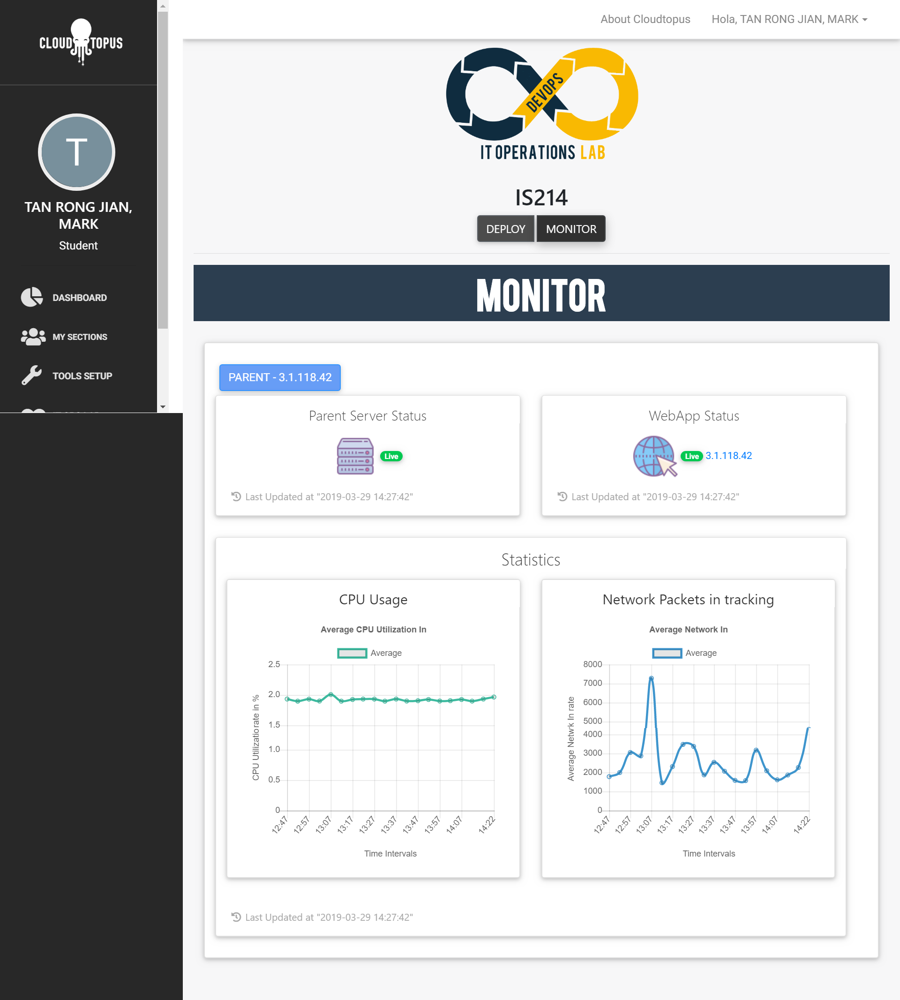 CLOUD TOPUS
About Cloudtopus
Hola, TAN RONG JIAN, MARK
T
TAN RONG JIAN,
MARK
Student
DASHBOARD
MY SECTIONS
TOOLS SETUP
DEVOPS
IT OPERATIONS LAB
IS214
DEPLOY
MONITOR
MONITOR
PARENT - 3.1.118.42
Parent Server Status
Live
Last Updated at "2019-03-29 14:27:42"
WebApp Status
Live 3.1.118.42
Last Updated at "2019-03-29 14:27:42"
Statistics
CPU Usage
Average CPU Utilization In
Average
CPU Utilizatiorate in %
2.5
2.0
1.5
1.0
0.5
0
12:47
12:57
13:07
13:17
13:27
13:37
13:47
13:57
14:07
14:22
Time Intervals
Network Packets in tracking
Average Network In
Average
Average In rate
8000
7000
6000
5000
4000
3000
2000
1000
0
12:47
12:57
13:07
13:17
13:27
13:37
13:47
13:57
14:07
14:22
Time Intervals
Last Updated at "2019-03-29 14:27:42"